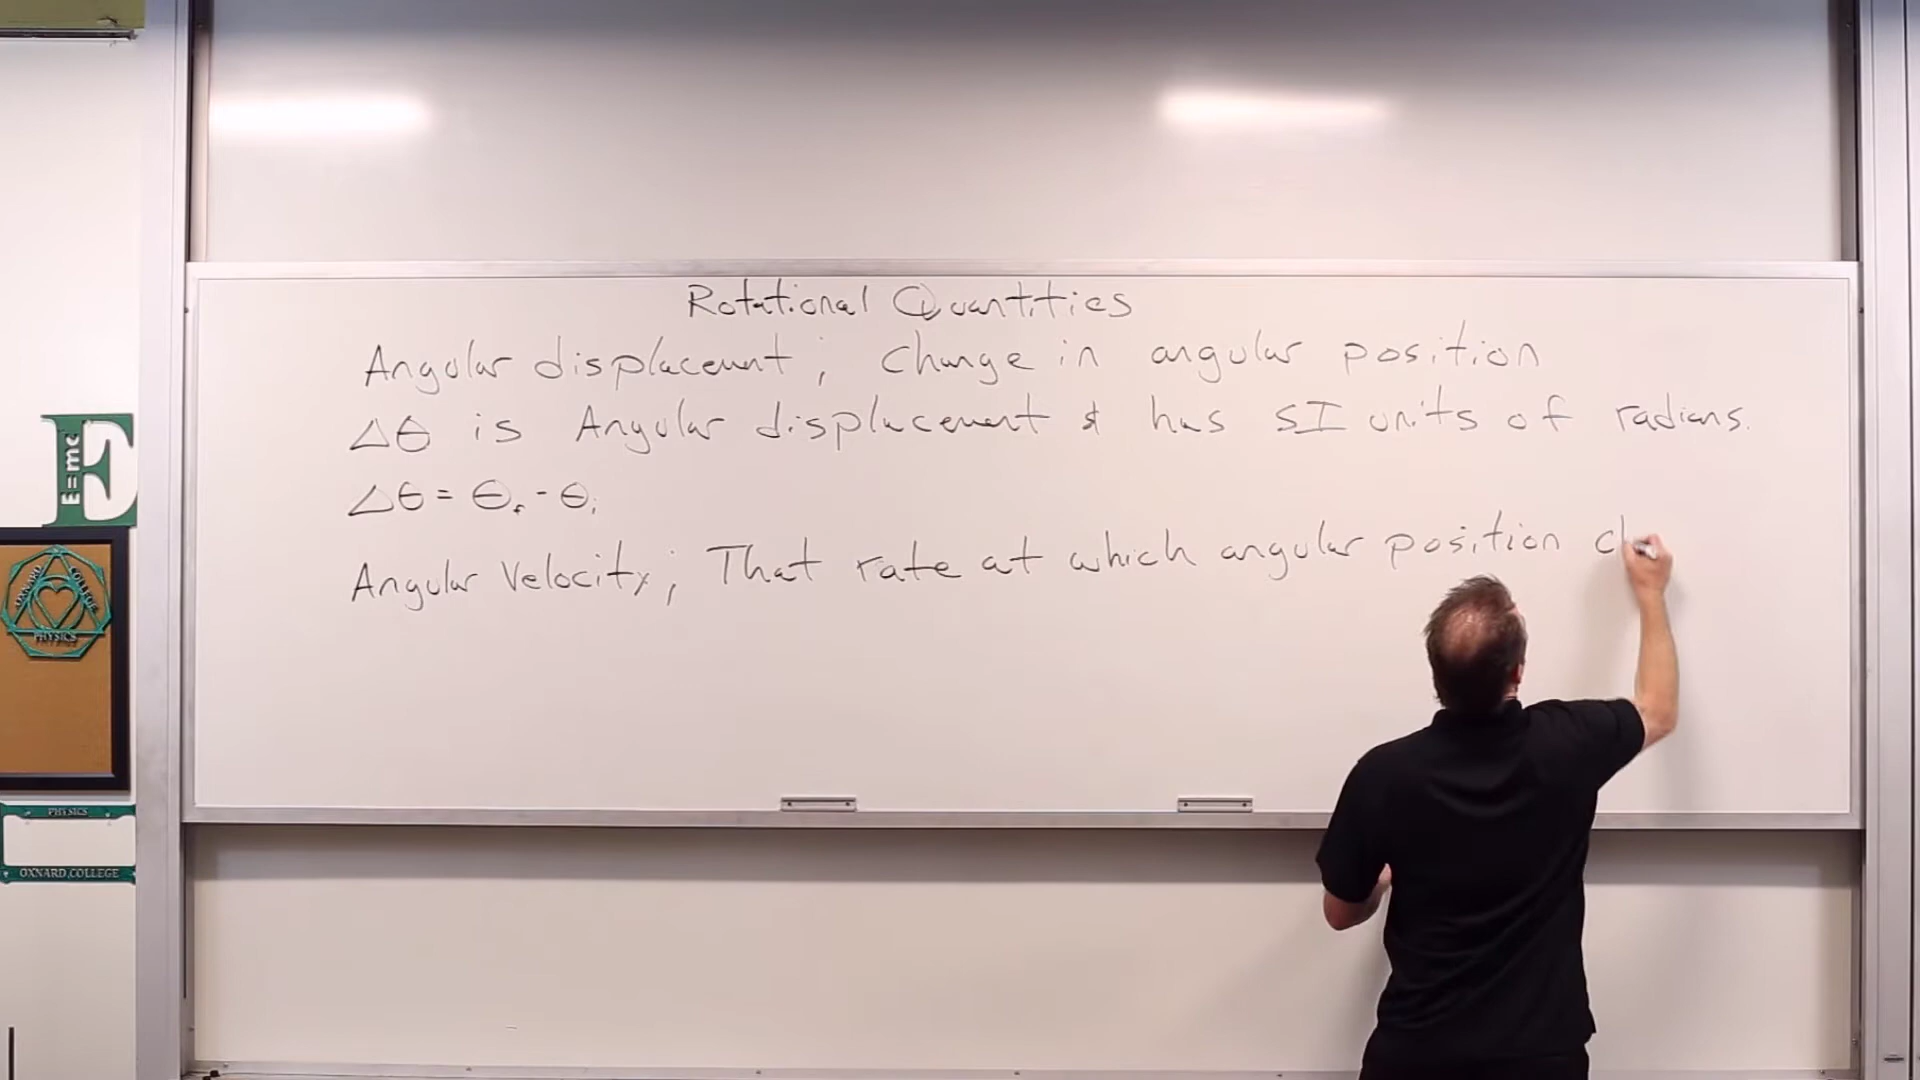 Rotational Quantities
Angular displacement; Change in angular position
Δθ is Angular displacement & has SI units of radians.
Δθ = θf - θi
Angular Velocity; That rate at which angular position ch
E=mc
OXNARD COLLEGE
PHYSICS
PHYSICS
OXNARD COLLEGE